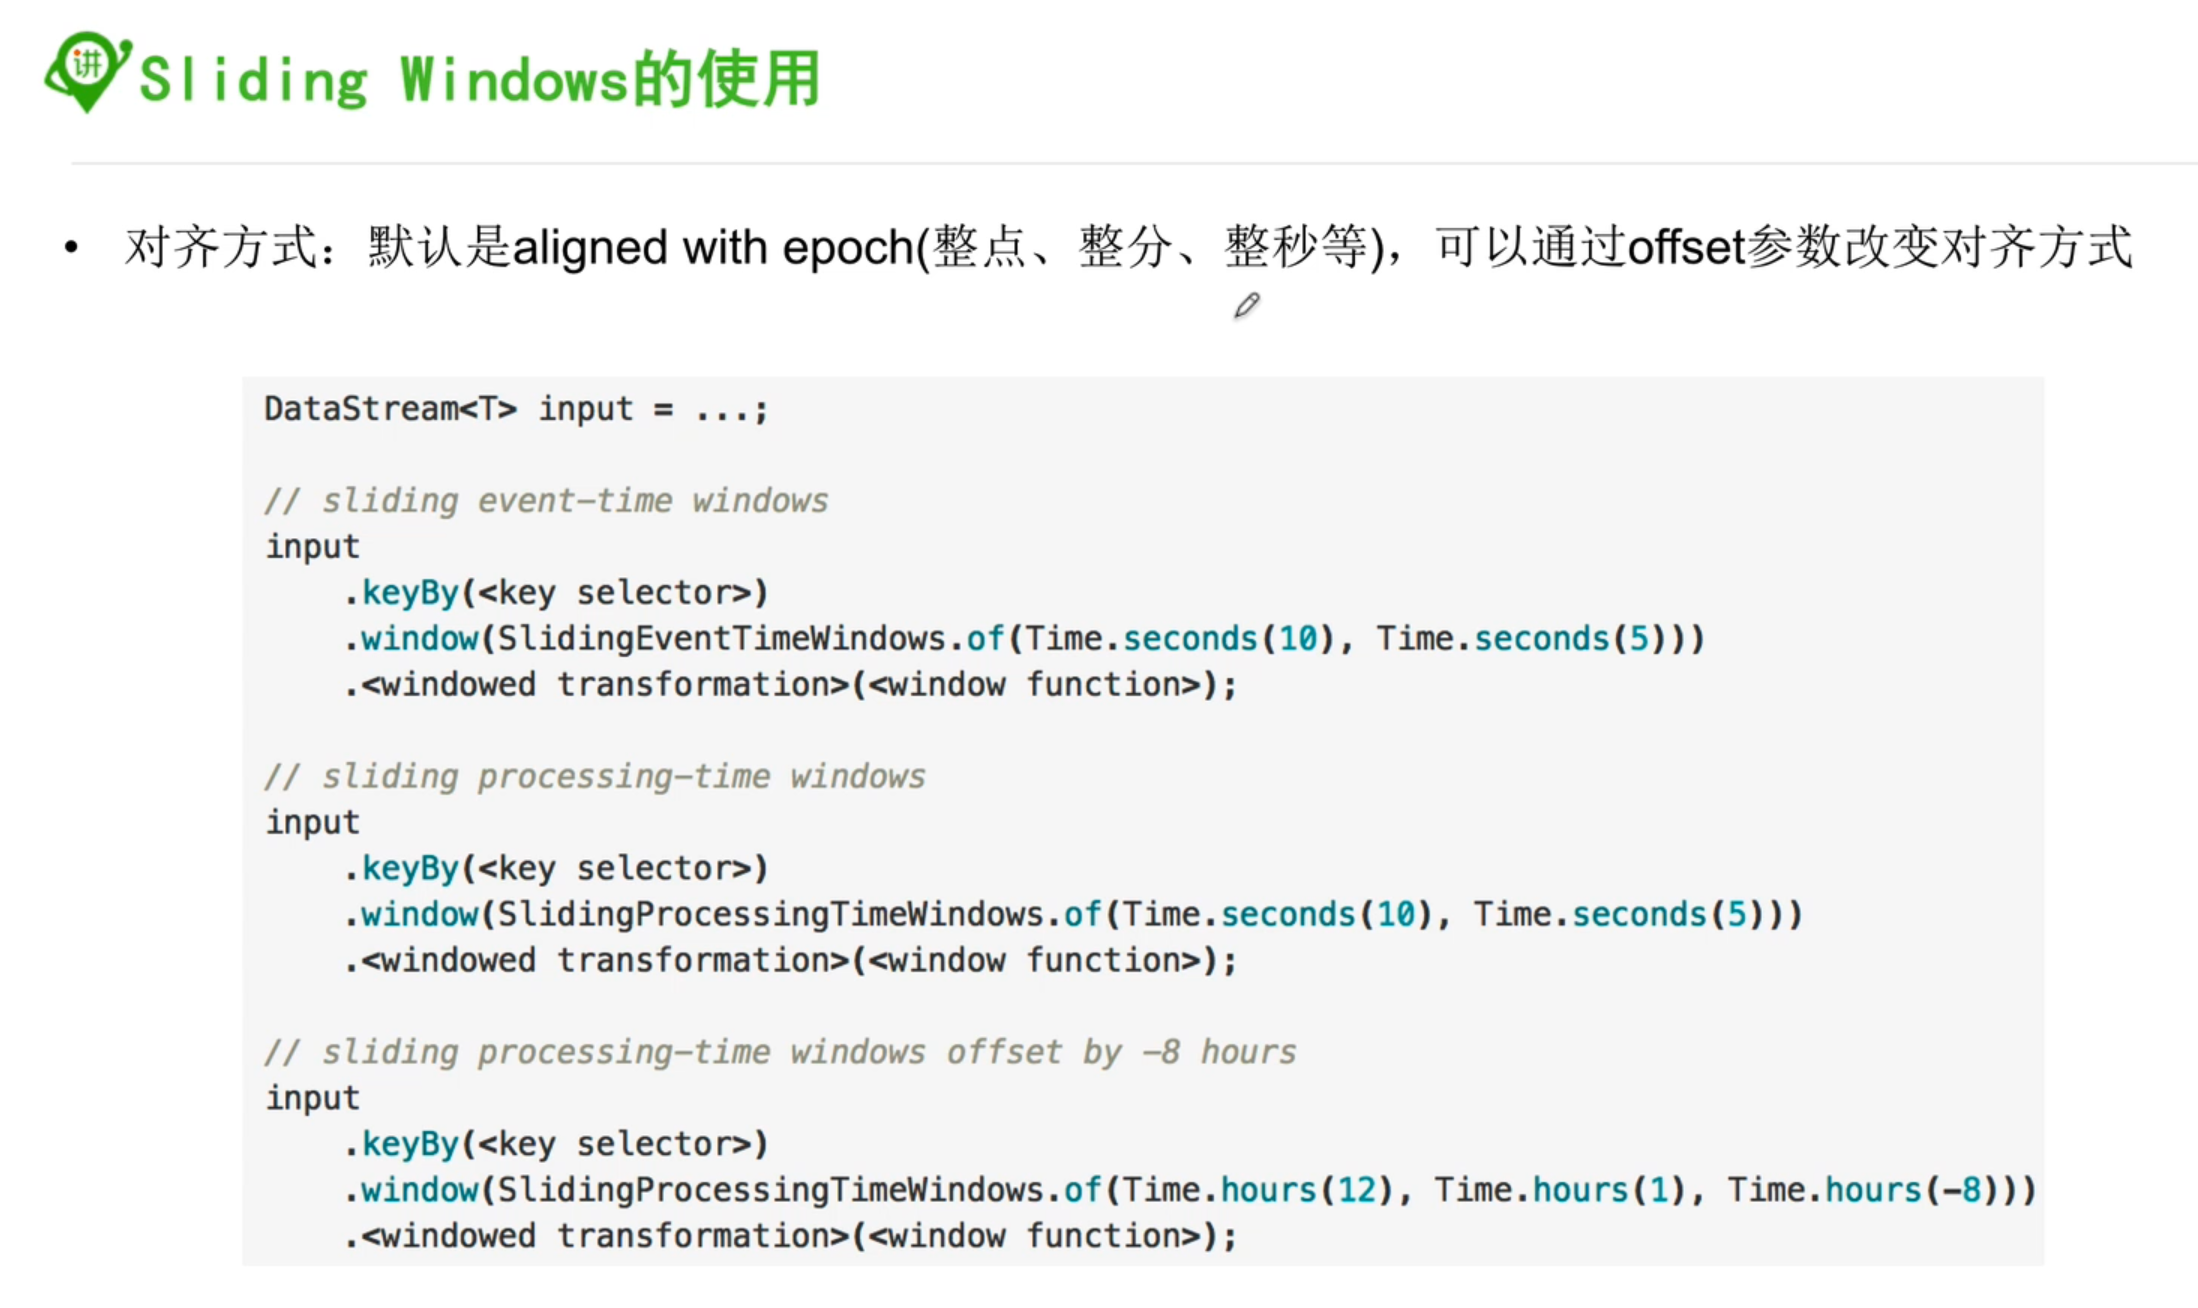 讲
Sliding Windows的使用
• 对齐方式：默认是aligned with epoch(整点、整分、整秒等)，可以通过offset参数改变对齐方式
DataStream<T> input = ...;
// sliding event-time windows
input
    .keyBy(<key selector>)
    .window(SlidingEventTimeWindows.of(Time.seconds(10), Time.seconds(5)))
    .<windowed transformation>(<window function>);
// sliding processing-time windows
input
    .keyBy(<key selector>)
    .window(SlidingProcessingTimeWindows.of(Time.seconds(10), Time.seconds(5)))
    .<windowed transformation>(<window function>);
// sliding processing-time windows offset by -8 hours
input
    .keyBy(<key selector>)
    .window(SlidingProcessingTimeWindows.of(Time.hours(12), Time.hours(1), Time.hours(-8)))
    .<windowed transformation>(<window function>);